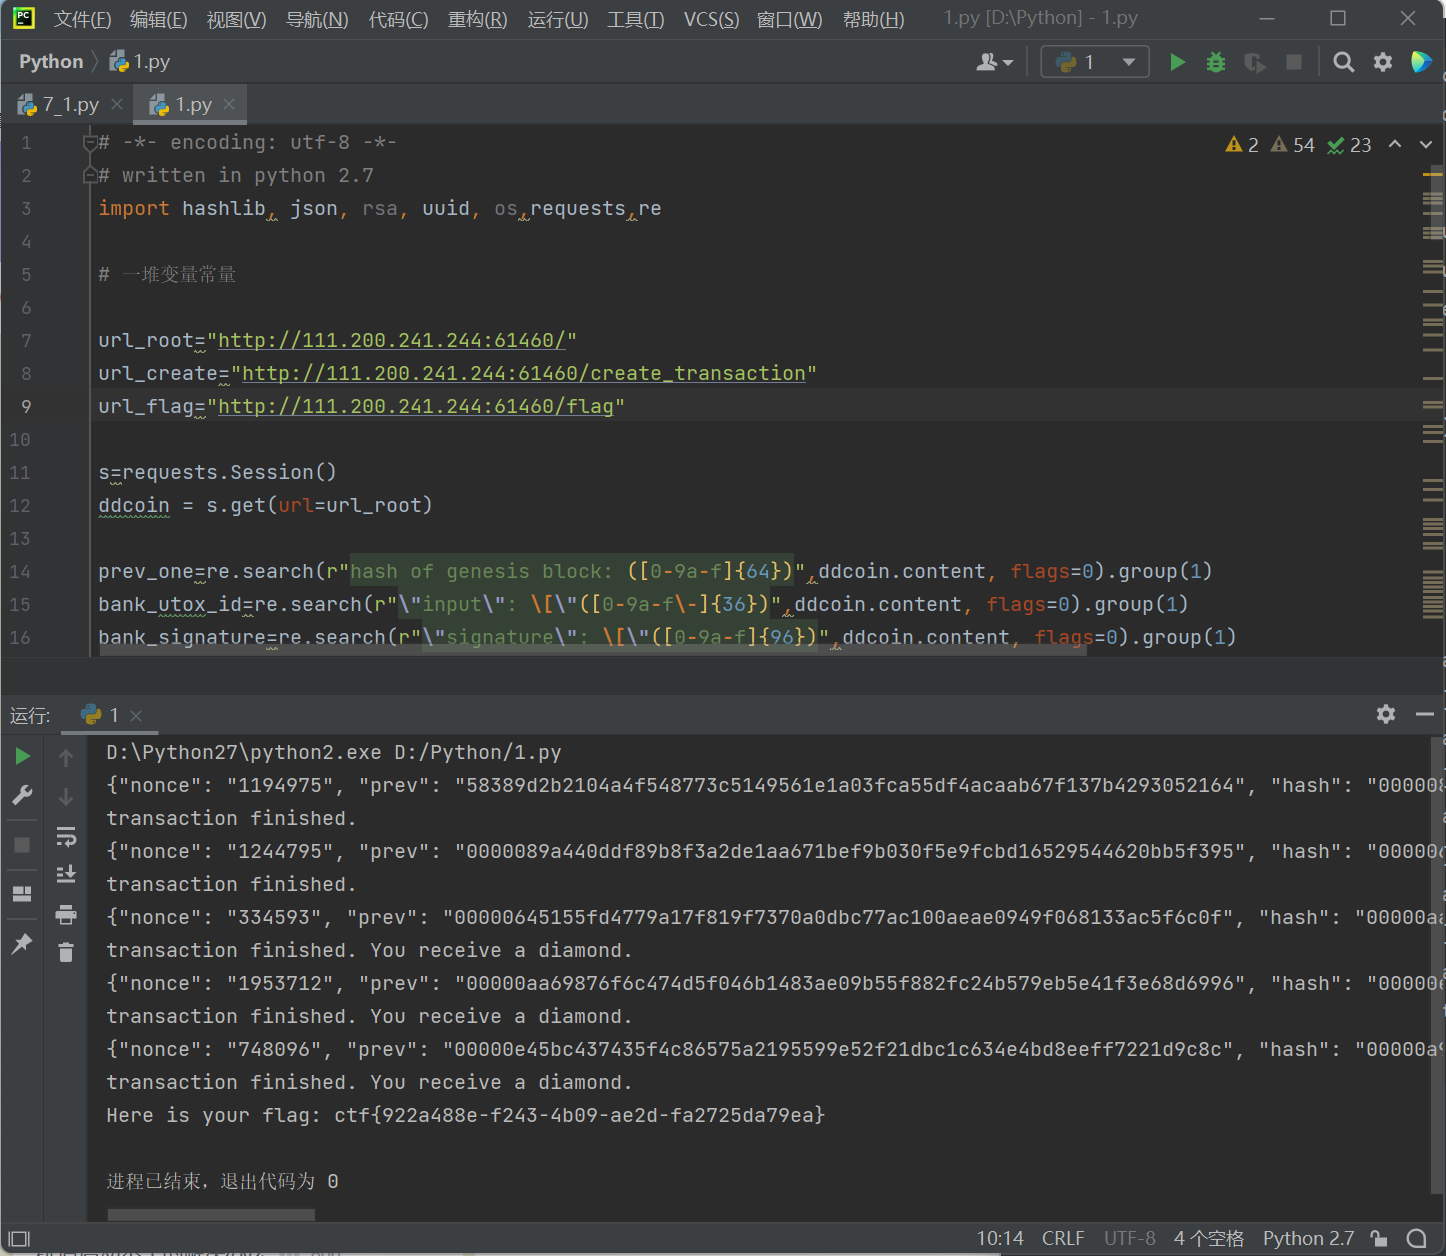 PC 文件(F) 编辑(E) 视图(V) 导航(N) 代码(C) 重构(R) 运行(U) 工具(T) VCS(S) 窗口(W) 帮助(H) 1.py [D:\Python] - 1.py
Python 1.py 1
7_1.py 1.py
1 # -*- encoding: utf-8 -*- 2 54 23
2 # written in python 2.7
3 import hashlib, json, rsa, uuid, os,requests,re
4
5 # 一堆变量常量
6
7 url_root="http://111.200.241.244:61460/"
8 url_create="http://111.200.241.244:61460/create_transaction"
9 url_flag="http://111.200.241.244:61460/flag"
10
11 s=requests.Session()
12 ddcoin = s.get(url=url_root)
13
14 prev_one=re.search(r"hash of genesis block: ([0-9a-f]{64})",ddcoin.content, flags=0).group(1)
15 bank_utox_id=re.search(r"\"input\": \[\"([0-9a-f\-]{36})",ddcoin.content, flags=0).group(1)
16 bank_signature=re.search(r"\"signature\": \[\"([0-9a-f]{96})",ddcoin.content, flags=0).group(1)
运行: 1
D:\Python27\python2.exe D:/Python/1.py
{"nonce": "1194975", "prev": "58389d2b2104a4f548773c5149561e1a03fca55df4acaab67f137b4293052164", "hash": "000008
transaction finished.
{"nonce": "1244795", "prev": "0000089a440ddf89b8f3a2de1aa671bef9b030f5e9fcbd16529544620bb5f395", "hash": "00000
transaction finished.
{"nonce": "334593", "prev": "00000645155fd4779a17f819f7370a0dbc77ac100aeae0949f068133ac5f6c0f", "hash": "00000aa
transaction finished. You receive a diamond.
{"nonce": "1953712", "prev": "00000aa69876f6c474d5f046b1483ae09b55f882fc24b579eb5e41f3e68d6996", "hash": "00000
transaction finished. You receive a diamond.
{"nonce": "748096", "prev": "00000e45bc437435f4c86575a2195599e52f21dbc1c634e4bd8eeff7221d9c8c", "hash": "00000a9
transaction finished. You receive a diamond.
Here is your flag: ctf{922a488e-f243-4b09-ae2d-fa2725da79ea}
进程已结束，退出代码为 0
10:14 CRLF UTF-8 4 个空格 Python 2.7